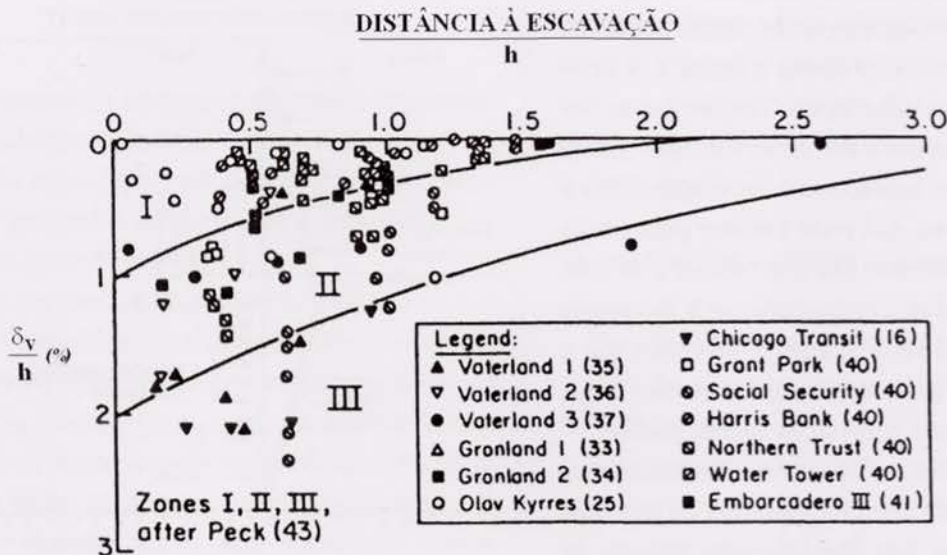 DISTÂNCIA À ESCAVAÇÃO
h
0 0.5 1.0 1.5 2.0 2.5 3.0
0
I
1
II
δv
h (%)
2
III
3
Zones I, II, III,
after Peck (43)
Legend:
Vaterland 1 (35)
Vaterland 2 (36)
Vaterland 3 (37)
Gronland 1 (33)
Gronland 2 (34)
Olav Kyrres (25)
Chicago Transit (16)
Grant Park (40)
Social Security (40)
Harris Bank (40)
Northern Trust (40)
Water Tower (40)
Embarcadero III (41)